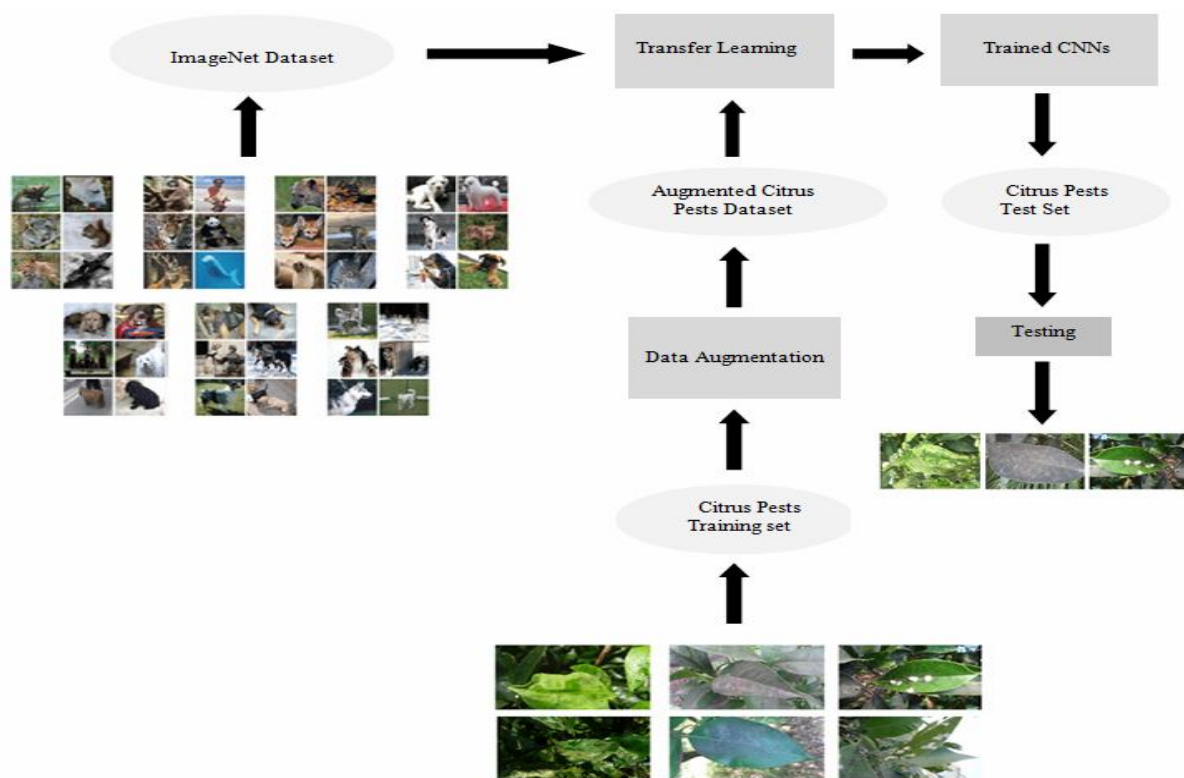 ImageNet Dataset
Transfer Learning
Trained CNNs
Augmented Citrus
Pests Dataset
Citrus Pests
Test Set
Data Augmentation
Testing
Citrus Pests
Training set